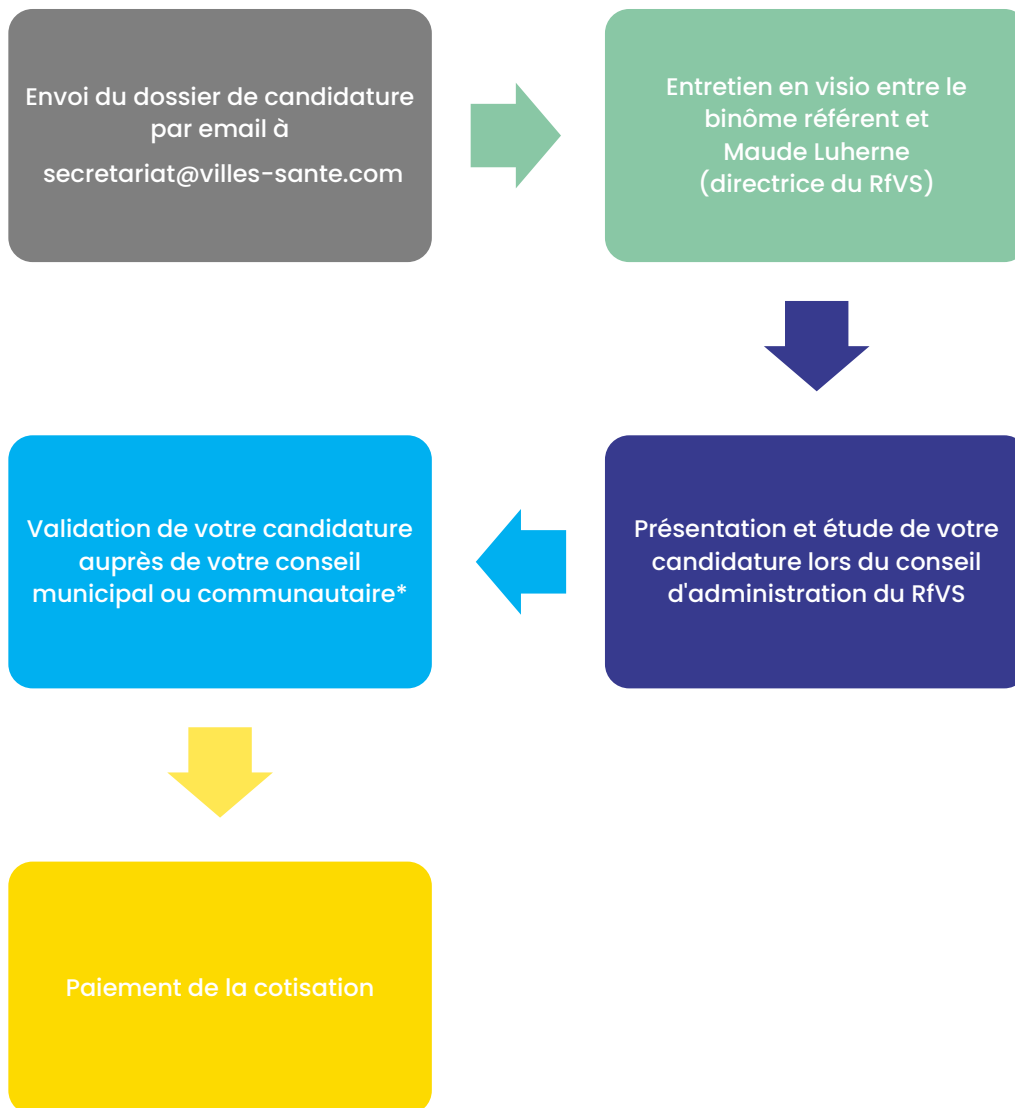 Envoi du dossier de candidature
par email à
secretariat@villes-sante.com
Entretien en visio entre le
binôme référent et
Maude Luherne
(directrice du RfVS)
Présentation et étude de votre
candidature lors du conseil
d'administration du RfVS
Validation de votre candidature
auprès de votre conseil
municipal ou communautaire*
Paiement de la cotisation